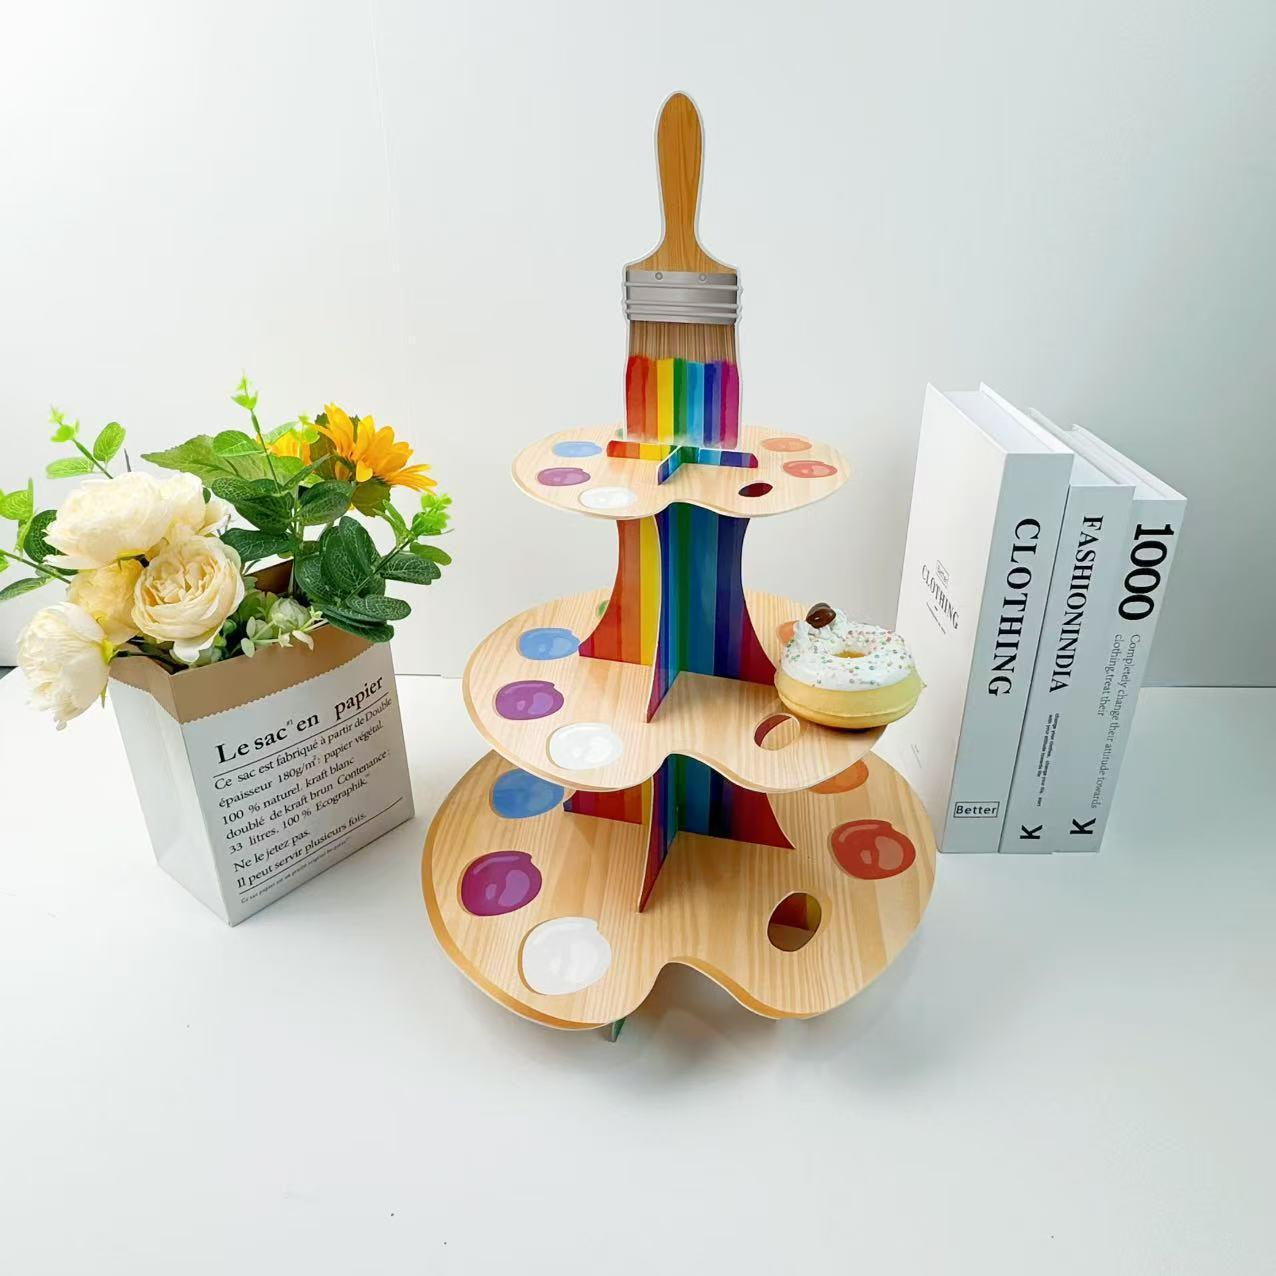 Le sac en papier
Ce sac est fabriqué à partir de Double
épaisseur 180g/m²: papier végétal.
100 % naturel. kraft blanc
doublé de kraft brun Contenance:
33 litres. 100 % Ecographik.
Ne le jetez pas.
Il peut servir plusieurs fois.
CLOTHING
CLOTHING
Better
FASHIONINDIA
K
1000
Completely change their attitude towards
clothing,treat their
K